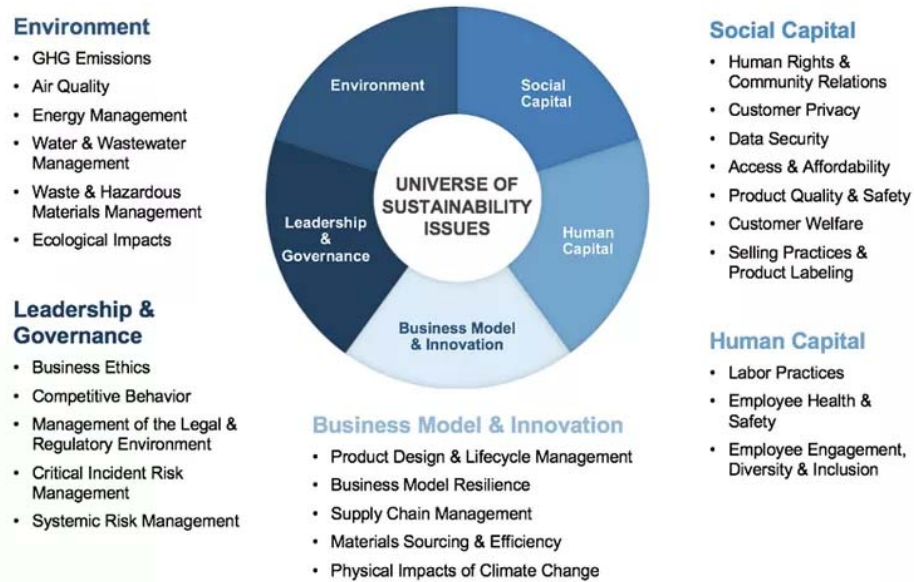 Environment
• GHG Emissions
• Air Quality
• Energy Management
• Water & Wastewater
Management
• Waste & Hazardous
Materials Management
• Ecological Impacts
Leadership &
Governance
• Business Ethics
• Competitive Behavior
• Management of the Legal &
Regulatory Environment
• Critical Incident Risk
Management
• Systemic Risk Management
Environment
Social
Capital
UNIVERSE OF
SUSTAINABILITY
ISSUES
Leadership
&
Governance
Human
Capital
Business Model
& Innovation
Business Model & Innovation
• Product Design & Lifecycle Management
• Business Model Resilience
• Supply Chain Management
• Materials Sourcing & Efficiency
• Physical Impacts of Climate Change
Social Capital
• Human Rights &
Community Relations
• Customer Privacy
• Data Security
• Access & Affordability
• Product Quality & Safety
• Customer Welfare
• Selling Practices &
Product Labeling
Human Capital
• Labor Practices
• Employee Health &
Safety
• Employee Engagement,
Diversity & Inclusion